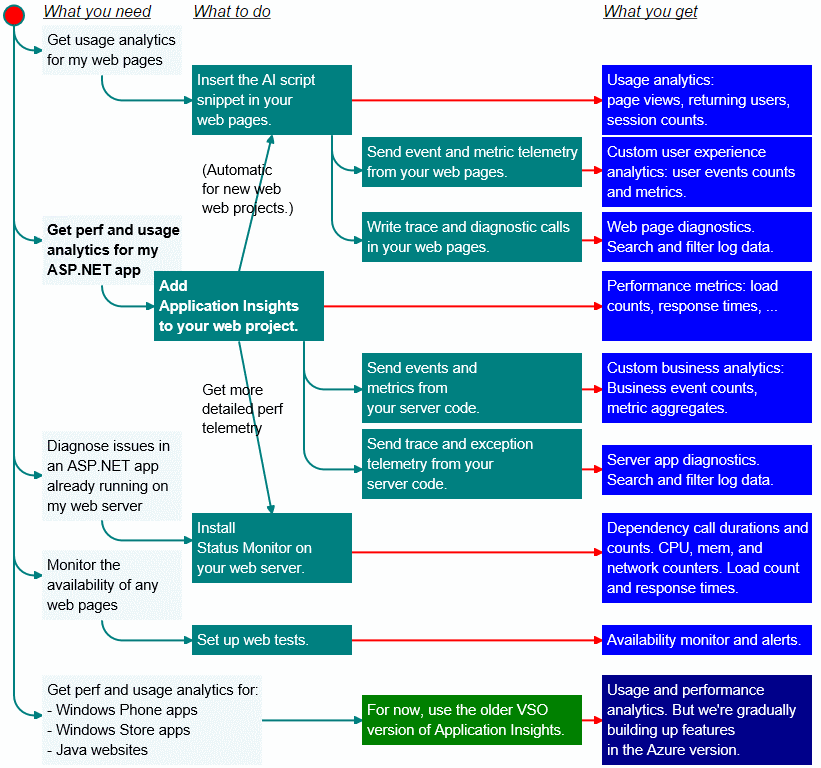 What you need
What to do
What you get
Get usage analytics
for my web pages
Insert the AI script
snippet in your
web pages.
Usage analytics:
page views, returning users,
session counts.
Send event and metric telemetry
from your web pages.
Custom user experience
analytics: user events counts
and metrics.
(Automatic
for new web
web projects.)
Write trace and diagnostic calls
in your web pages.
Web page diagnostics.
Search and filter log data.
Get perf and usage
analytics for my
ASP.NET app
Add
Application Insights
to your web project.
Performance metrics: load
counts, response times, ...
Get more
detailed perf
telemetry
Send events and
metrics from
your server code.
Custom business analytics:
Business event counts,
metric aggregates.
Send trace and exception
telemetry from your
server code.
Server app diagnostics.
Search and filter log data.
Diagnose issues in
an ASP.NET app
already running on
my web server
Install
Status Monitor on
your web server.
Dependency call durations and
counts. CPU, mem, and
network counters. Load count
and response times.
Monitor the
availability of any
web pages
Set up web tests.
Availability monitor and alerts.
Get perf and usage analytics for:
- Windows Phone apps
- Windows Store apps
- Java websites
For now, use the older VSO
version of Application Insights.
Usage and performance
analytics. But we're gradually
building up features
in the Azure version.